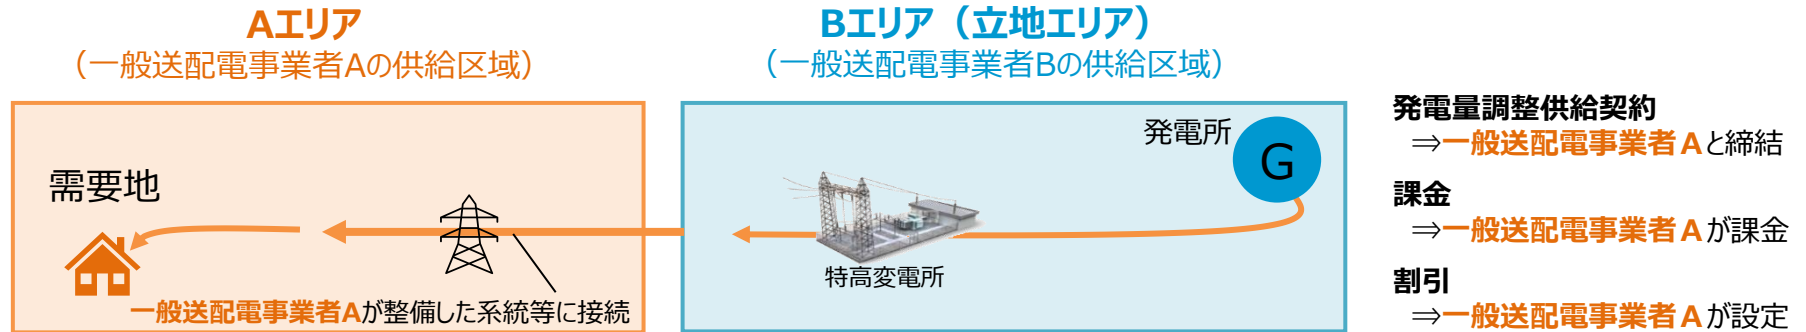 Aエリア
（一般送配電事業者Aの供給区域）
Bエリア（立地エリア）
（一般送配電事業者Bの供給区域）
需要地
一般送配電事業者Aが整備した系統等に接続
発電所
G
特高変電所
発電量調整供給契約
⇒一般送配電事業者Aと締結
課金
⇒一般送配電事業者Aが課金
割引
⇒一般送配電事業者Aが設定